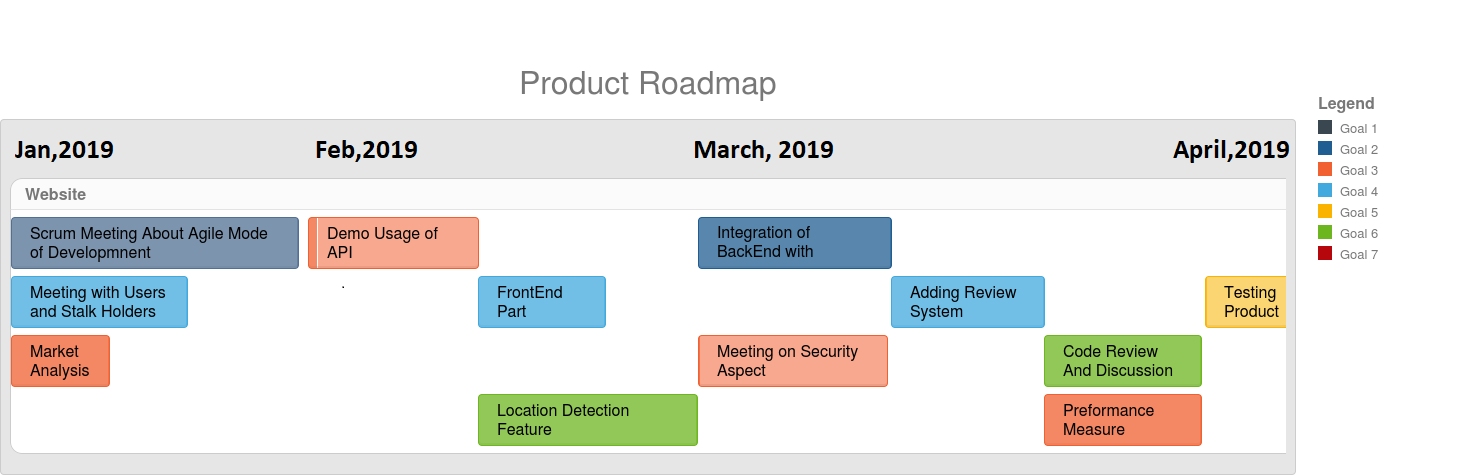 Product Roadmap
Legend
Goal 1
Goal 2
Goal 3
Goal 4
Goal 5
Goal 6
Goal 7
Jan,2019
Feb,2019
March, 2019
April,2019
Website
Scrum Meeting About Agile Mode
of Developmnent
Demo Usage of
API
.
Integration of
BackEnd with
Meeting with Users
and Stalk Holders
FrontEnd
Part
Adding Review
System
Testing
Product
Market
Analysis
Meeting on Security
Aspect
Code Review
And Discussion
Location Detection
Feature
Preformance
Measure